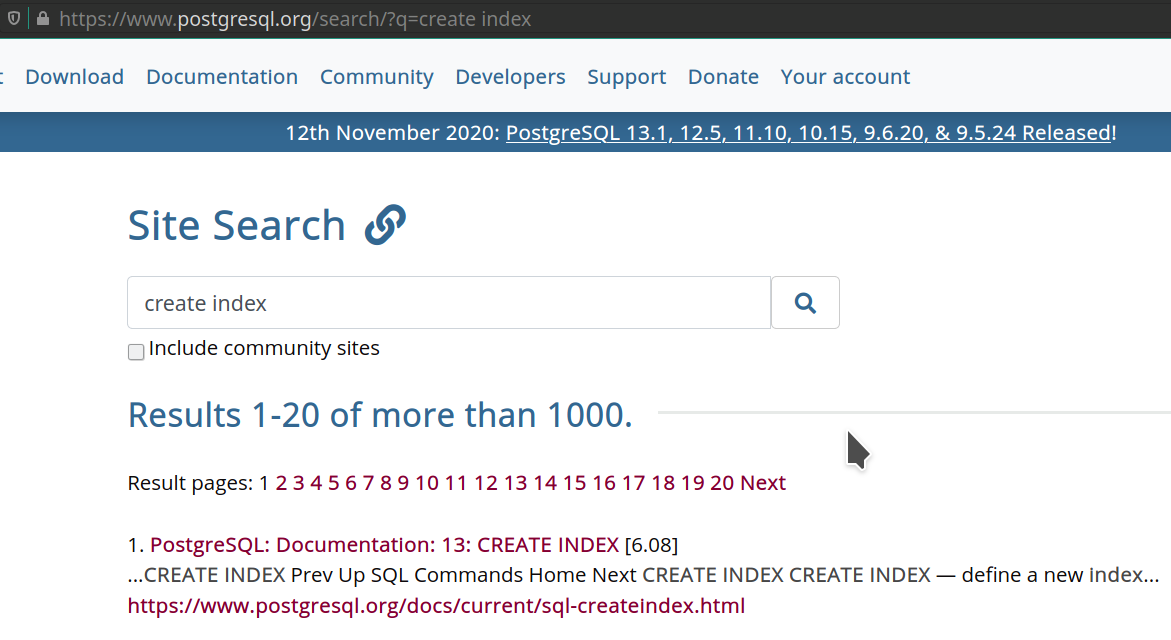 https://www.postgresql.org/search/?q=create index
Download Documentation Community Developers Support Donate Your account
12th November 2020: PostgreSQL 13.1, 12.5, 11.10, 10.15, 9.6.20, & 9.5.24 Released!
Site Search
create index
Include community sites
Results 1-20 of more than 1000.
Result pages: 1 2 3 4 5 6 7 8 9 10 11 12 13 14 15 16 17 18 19 20 Next
1. PostgreSQL: Documentation: 13: CREATE INDEX [6.08]
...CREATE INDEX Prev Up SQL Commands Home Next CREATE INDEX CREATE INDEX — define a new index...
https://www.postgresql.org/docs/current/sql-createindex.html